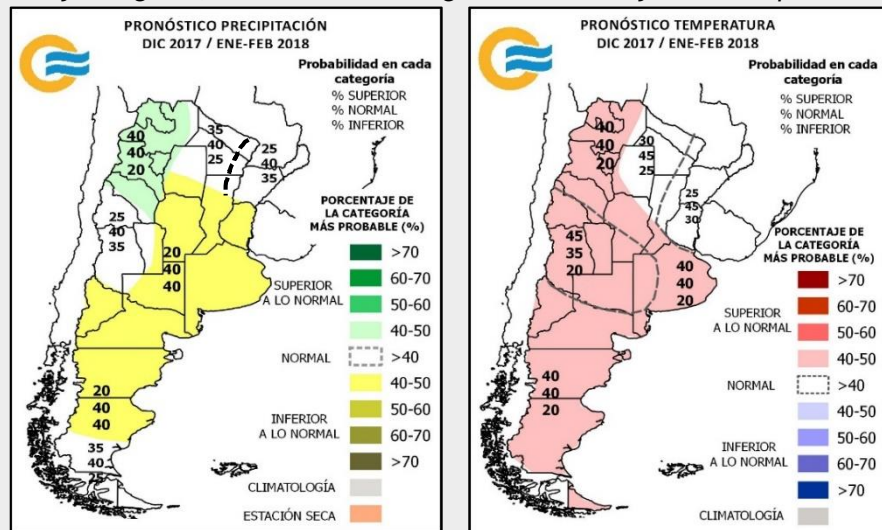 PRONÓSTICO PRECIPITACIÓN
DIC 2017 / ENE-FEB 2018
Probabilidad en cada
categoría
% SUPERIOR
% NORMAL
% INFERIOR
40
40
20
35
40
25
25
40
35
25
40
35
20
40
40
20
40
40
35
40
25
PORCENTAJE DE
LA CATEGORÍA
MÁS PROBABLE (%)
SUPERIOR
A LO NORMAL
>70
60-70
50-60
40-50
NORMAL
>40
INFERIOR
A LO NORMAL
40-50
50-60
60-70
>70
CLIMATOLOGÍA
ESTACIÓN SECA
PRONÓSTICO TEMPERATURA
DIC 2017 / ENE-FEB 2018
Probabilidad en cada
categoría
% SUPERIOR
% NORMAL
% INFERIOR
40
40
20
30
45
25
25
45
30
45
35
20
40
40
20
40
40
20
PORCENTAJE DE
LA CATEGORÍA
MÁS PROBABLE (%)
SUPERIOR
A LO NORMAL
>70
60-70
50-60
40-50
NORMAL
>40
INFERIOR
A LO NORMAL
40-50
50-60
60-70
>70
CLIMATOLOGÍA